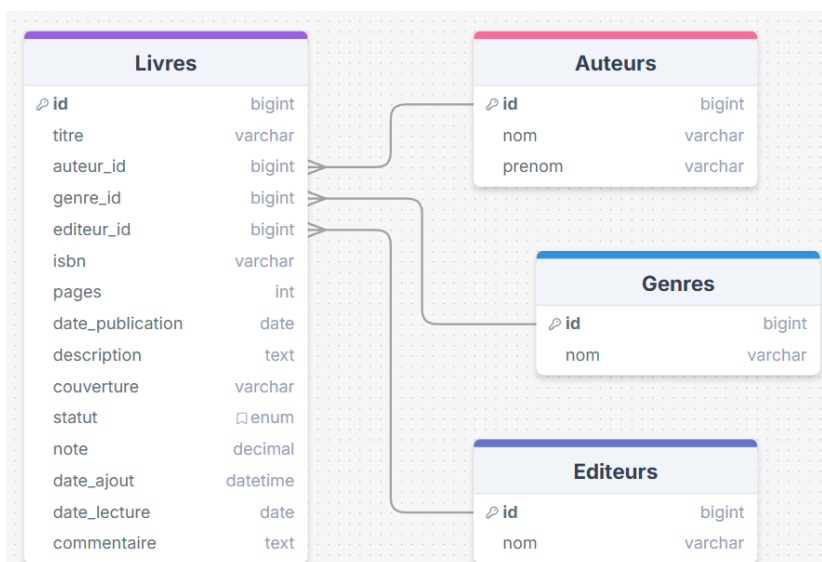 Livres
id bigint
titre varchar
auteur_id bigint
genre_id bigint
editeur_id bigint
isbn varchar
pages int
date_publication date
description text
couverture varchar
statut enum
note decimal
date_ajout datetime
date_lecture date
commentaire text
Auteurs
id bigint
nom varchar
prenom varchar
Genres
id bigint
nom varchar
Editeurs
id bigint
nom varchar